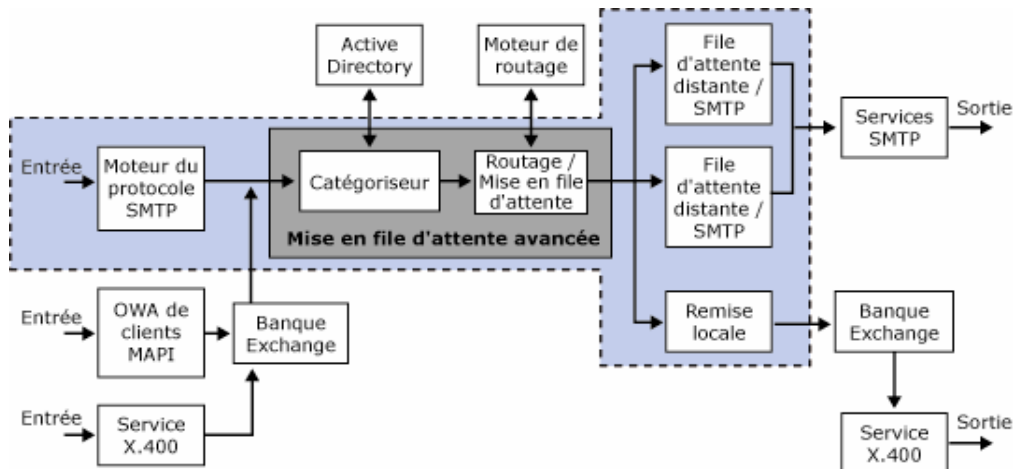 Active
Directory
Moteur de
routage
File
d'attente
distante /
SMTP
Services
SMTP
Sortie
Entrée
Moteur du
protocole
SMTP
Catégoriseur
Routage /
Mise en file
d'attente
Mise en file d'attente avancée
File
d'attente
distante /
SMTP
Entrée
OWA de
clients
MAPI
Banque
Exchange
Remise
locale
Banque
Exchange
Entrée
Service
X.400
Service
X.400
Sortie